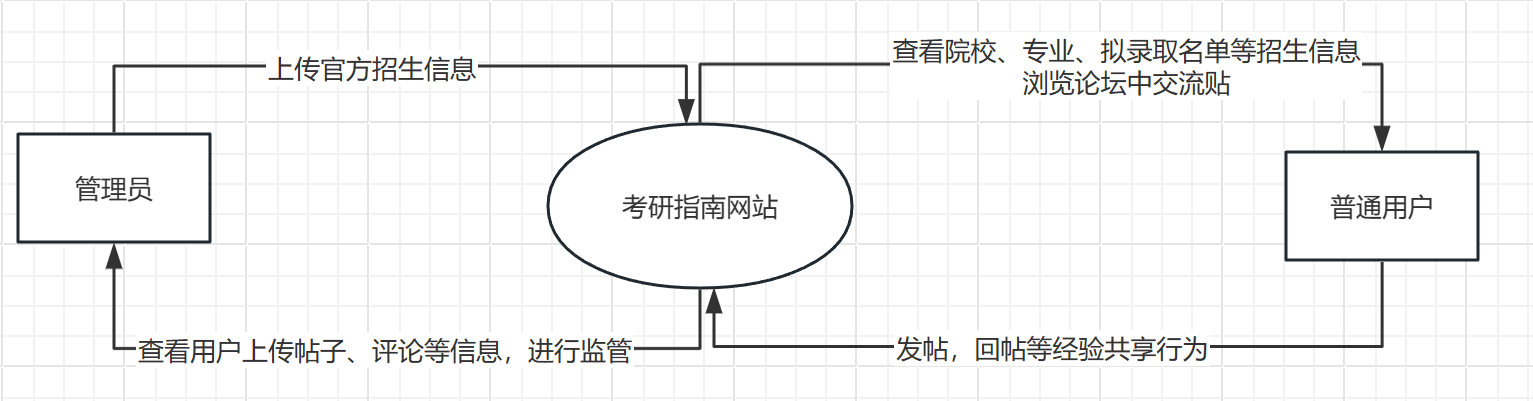 上传官方招生信息
查看院校、专业、拟录取名单等招生信息
浏览论坛中交流贴
管理员
考研指南网站
普通用户
查看用户上传帖子、评论等信息，进行监管
发帖，回帖等经验共享行为